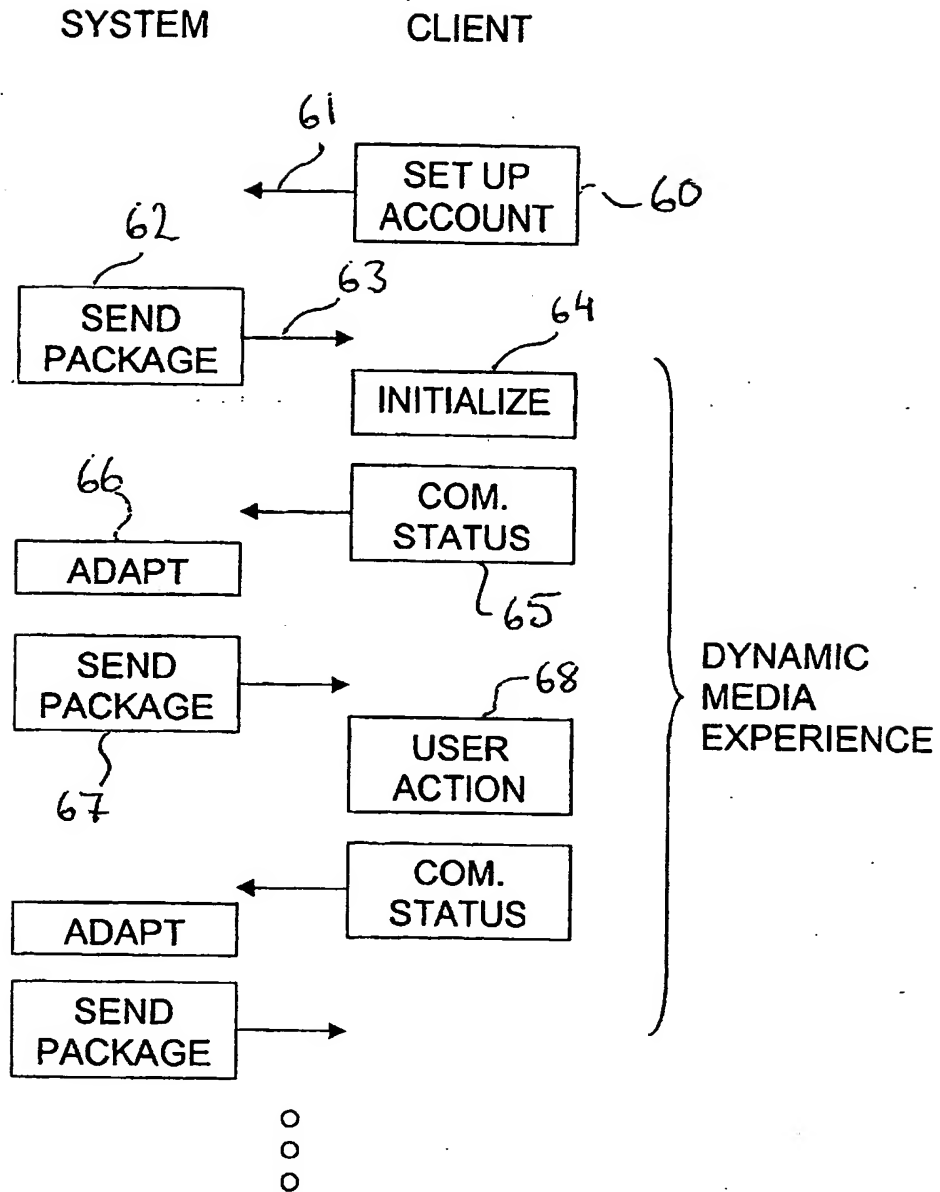 SYSTEM CLIENT
61
SET UP
ACCOUNT
60
62
63
SEND
PACKAGE
64
INITIALIZE
66
COM.
STATUS
ADAPT
65
SEND
PACKAGE
67
68
USER
ACTION
DYNAMIC
MEDIA
EXPERIENCE
COM.
STATUS
ADAPT
SEND
PACKAGE